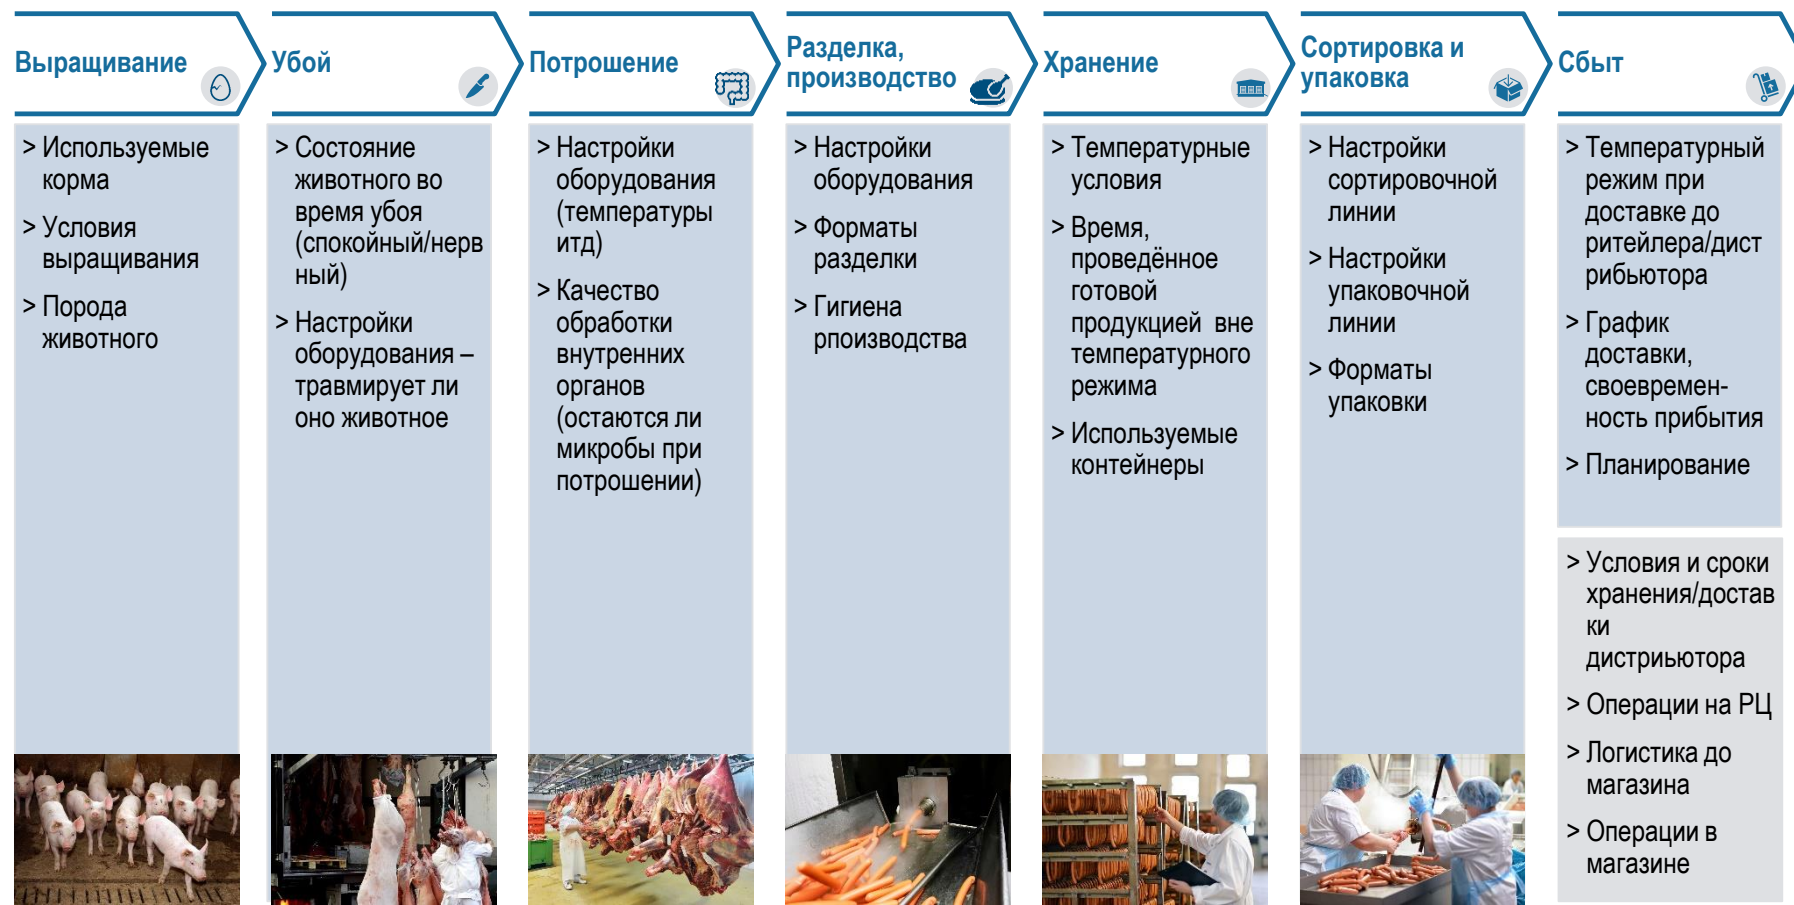 Выращивание
> Используемые
корма
> Условия
выращивания
> Порода
животного
Убой
> Состояние
животного во
время убоя
(спокойный/нерв
ный)
> Настройки
оборудования –
травмирует ли
оно животное
Потрошение
> Настройки
оборудования
(температуры
итд)
> Качество
обработки
внутренних
органов
(остаются ли
микробы при
потрошении)
Разделка,
производство
> Настройки
оборудования
> Форматы
разделки
> Гигиена
рпоизводства
Хранение
> Температурные
условия
> Время,
проведённое
готовой
продукцией вне
температурного
режима
> Используемые
контейнеры
Сортировка и
упаковка
> Настройки
сортировочной
линии
> Настройки
упаковочной
линии
> Форматы
упаковки
Сбыт
> Температурный
режим при
доставке до
ритейлера/дист
рибьютора
> График
доставки,
своевремен-
ность прибытия
> Планирование
> Условия и сроки
хранения/достав
ки
дистриьютора
> Операции на РЦ
> Логистика до
магазина
> Операции в
магазине